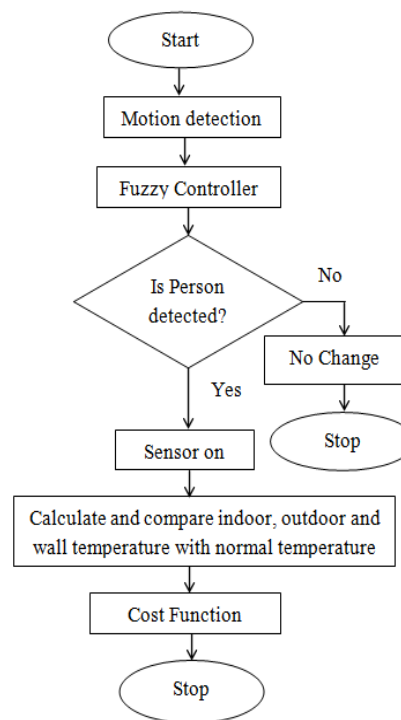 Start
Motion detection
Fuzzy Controller
Is Person
detected?
No
No Change
Stop
Yes
Sensor on
Calculate and compare indoor, outdoor and
wall temperature with normal temperature
Cost Function
Stop